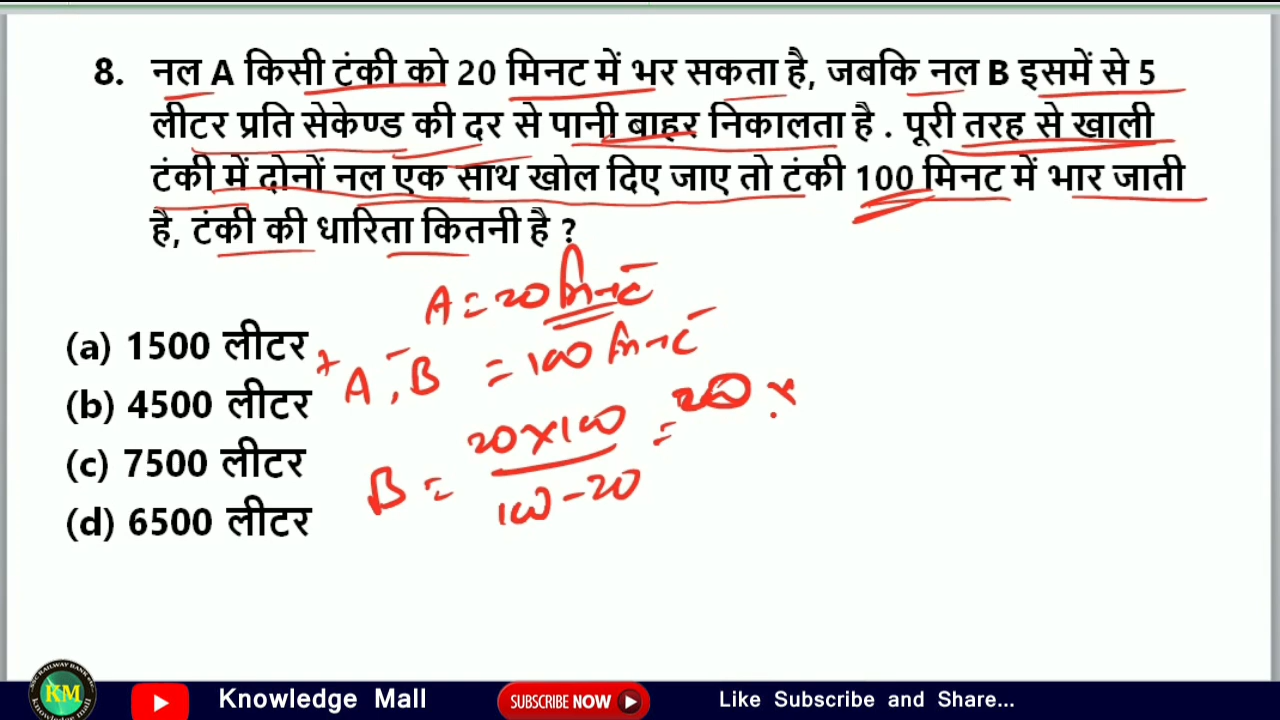 8. नल A किसी टंकी को 20 मिनट में भर सकता है, जबकि नल B इसमें से 5
लीटर प्रति सेकेण्ड की दर से पानी बाहर निकालता है . पूरी तरह से खाली
टंकी में दोनों नल एक साथ खोल दिए जाए तो टंकी 100 मिनट में भार जाती
है, टंकी की धारिता कितनी है ?
A = 20 मिनट
(a) 1500 लीटर
+A, -B = 100 मिनट
(b) 4500 लीटर
B = 20×100 / 100-20 = 200 ×
(c) 7500 लीटर
(d) 6500 लीटर
KM
Knowledge Mall
SUBSCRIBE NOW
Like Subscribe and Share...